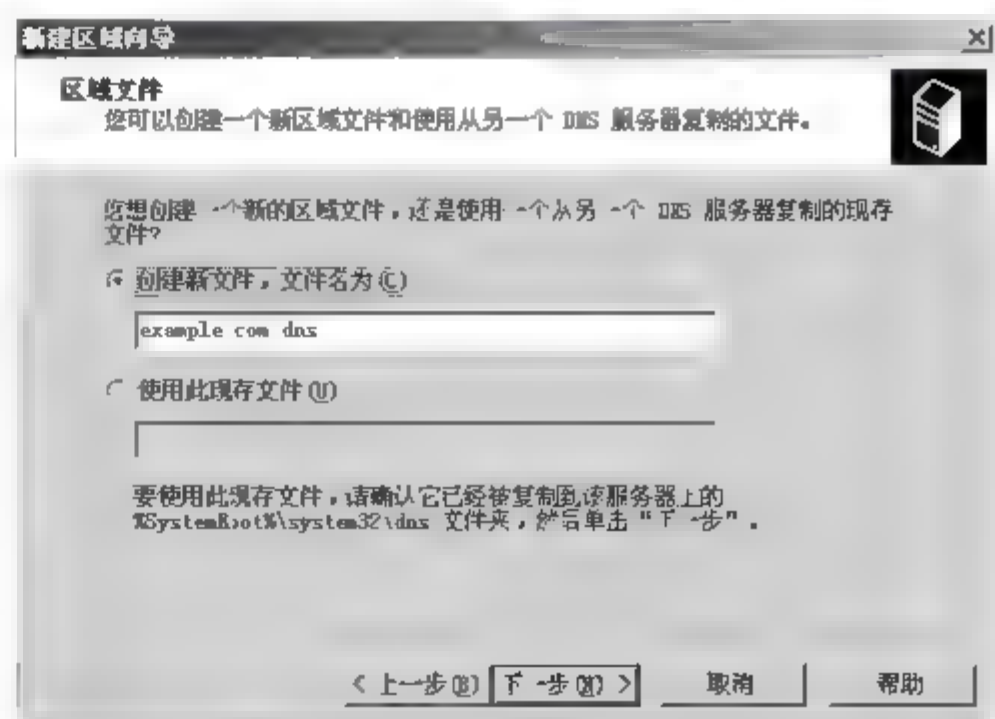 新建区域向导
区域文件
您可以创建一个新区域文件和使用从另一个 DNS 服务器复制的文件。
您想创建一个新的区域文件，还是使用一个从另一个 DNS 服务器复制的现存
文件?
创建新文件，文件名为(C)
example com dns
使用此现存文件(U)
要使用此现存文件，请确认它已经被复制到该服务器上的
%SystemRoot%\system32\dns 文件夹，然后单击“下一步”.
< 上一步(B)
下一步(N) >
取消
帮助